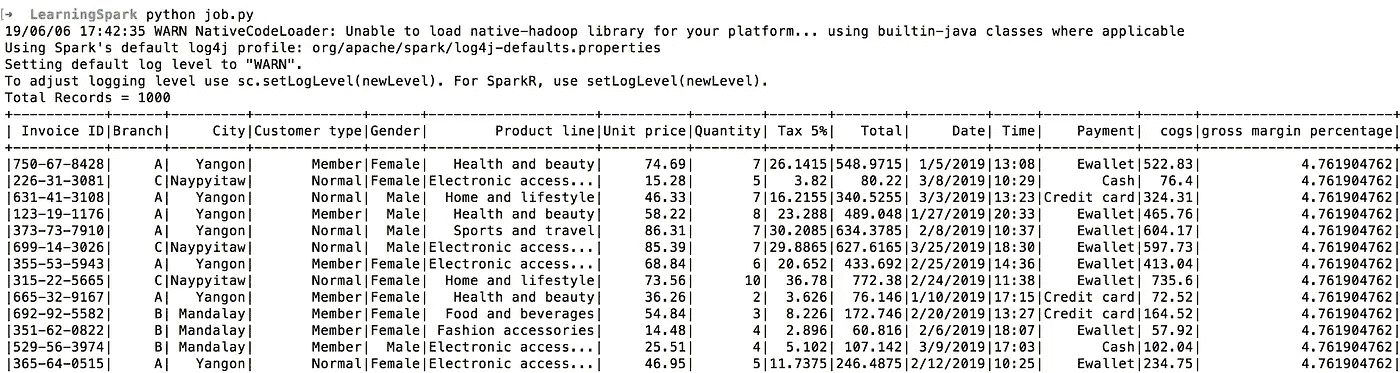 [➜  LearningSpark python job.py
19/06/06 17:42:35 WARN NativeCodeLoader: Unable to load native-hadoop library for your platform... using builtin-java classes where applicable
Using Spark's default log4j profile: org/apache/spark/log4j-defaults.properties
Setting default log level to "WARN".
To adjust logging level use sc.setLogLevel(newLevel). For SparkR, use setLogLevel(newLevel).
Total Records = 1000
+-----------+------+---------+-------------+------+--------------------+----------+--------+-------+--------+---------+-----+-----------+------+-----------------------+
| Invoice ID|Branch|     City|Customer type|Gender|        Product line|Unit price|Quantity| Tax 5%|   Total|     Date| Time|    Payment|  cogs|gross margin percentage|
+-----------+------+---------+-------------+------+--------------------+----------+--------+-------+--------+---------+-----+-----------+------+-----------------------+
|750-67-8428|     A|   Yangon|       Member|Female|   Health and beauty|     74.69|       7|26.1415|548.9715| 1/5/2019|13:08|    Ewallet|522.83|            4.761904762|
|226-31-3081|     C|Naypyitaw|       Normal|Female|Electronic access...|     15.28|       5|   3.82|   80.22| 3/8/2019|10:29|       Cash|  76.4|            4.761904762|
|631-41-3108|     A|   Yangon|       Normal|  Male|  Home and lifestyle|     46.33|       7|16.2155|340.5255| 3/3/2019|13:23|Credit card|324.31|            4.761904762|
|123-19-1176|     A|   Yangon|       Member|  Male|   Health and beauty|     58.22|       8| 23.288| 489.048|1/27/2019|20:33|    Ewallet|465.76|            4.761904762|
|373-73-7910|     A|   Yangon|       Normal|  Male|   Sports and travel|     86.31|       7|30.2085|634.3785| 2/8/2019|10:37|    Ewallet|604.17|            4.761904762|
|699-14-3026|     C|Naypyitaw|       Normal|  Male|Electronic access...|     85.39|       7|29.8865|627.6165|3/25/2019|18:30|    Ewallet|597.73|            4.761904762|
|355-53-5943|     A|   Yangon|       Member|Female|Electronic access...|     68.84|       6| 20.652| 433.692|2/25/2019|14:36|    Ewallet|413.04|            4.761904762|
|315-22-5665|     C|Naypyitaw|       Normal|Female|  Home and lifestyle|     73.56|      10|  36.78|  772.38|2/24/2019|11:38|    Ewallet| 735.6|            4.761904762|
|665-32-9167|     A|   Yangon|       Member|Female|   Health and beauty|     36.26|       2|  3.626|  76.146|1/10/2019|17:15|Credit card| 72.52|            4.761904762|
|692-92-5582|     B| Mandalay|       Member|Female|  Food and beverages|     54.84|       3|  8.226| 172.746|2/20/2019|13:27|Credit card|164.52|            4.761904762|
|351-62-0822|     B| Mandalay|       Member|Female| Fashion accessories|     14.48|       4|  2.896|  60.816| 2/6/2019|18:07|    Ewallet| 57.92|            4.761904762|
|529-56-3974|     B| Mandalay|       Member|  Male|Electronic access...|     25.51|       4|  5.102| 107.142| 3/9/2019|17:03|       Cash|102.04|            4.761904762|
|365-64-0515|     A|   Yangon|       Normal|Female|Electronic access...|     46.95|       5|11.7375|246.4875|2/12/2019|10:25|    Ewallet|234.75|            4.761904762|